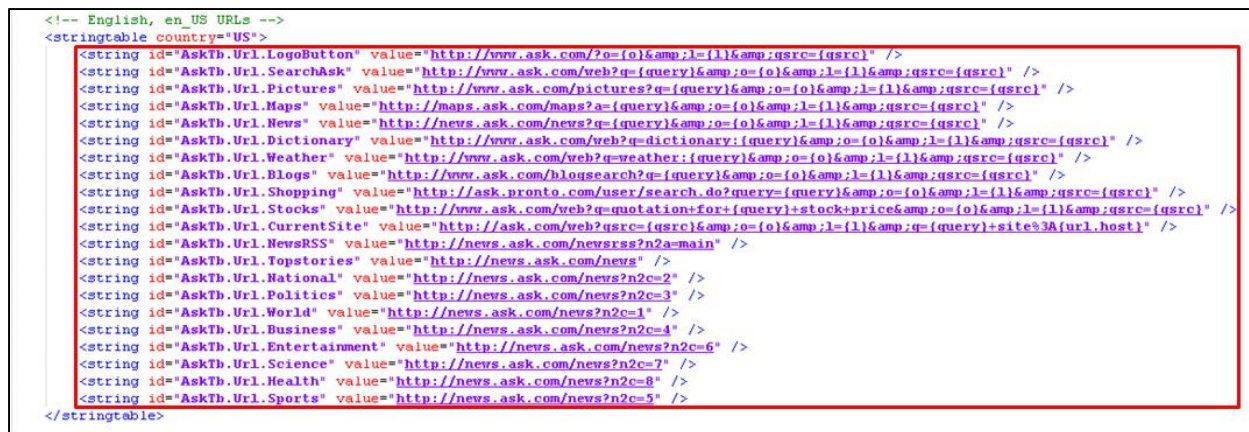 <!-- English, en_US URLs -->
<stringtable country="US">
<string id="AskTb.Url.LogoButton" value="http://www.ask.com/?o={o}&amp;l={l}&amp;qsrc={qsrc}" />
<string id="AskTb.Url.SearchAsk" value="http://www.ask.com/web?q={query}&amp;o={o}&amp;l={l}&amp;qsrc={qsrc}" />
<string id="AskTb.Url.Pictures" value="http://www.ask.com/pictures?q={query}&amp;o={o}&amp;l={l}&amp;qsrc={qsrc}" />
<string id="AskTb.Url.Maps" value="http://maps.ask.com/maps?a={query}&amp;o={o}&amp;l={l}&amp;qsrc={qsrc}" />
<string id="AskTb.Url.News" value="http://news.ask.com/news?q={query}&amp;o={o}&amp;l={l}&amp;qsrc={qsrc}" />
<string id="AskTb.Url.Dictionary" value="http://www.ask.com/web?q=dictionary:{query}&amp;o={o}&amp;l={l}&amp;qsrc={qsrc}" />
<string id="AskTb.Url.Weather" value="http://www.ask.com/web?q=weather:{query}&amp;o={o}&amp;l={l}&amp;qsrc={qsrc}" />
<string id="AskTb.Url.Blogs" value="http://www.ask.com/blogsearch?q={query}&amp;o={o}&amp;l={l}&amp;qsrc={qsrc}" />
<string id="AskTb.Url.Shopping" value="http://ask.pronto.com/user/search.do?query={query}&amp;o={o}&amp;l={l}&amp;qsrc={qsrc}" />
<string id="AskTb.Url.Stocks" value="http://www.ask.com/web?q=quotation+for+{query}+stock+price&amp;o={o}&amp;l={l}&amp;qsrc={qsrc}" />
<string id="AskTb.Url.CurrentSite" value="http://ask.com/web?qsrc={qsrc}&amp;o={o}&amp;l={l}&amp;q={query}+site%3A{url.host}" />
<string id="AskTb.Url.NewsRSS" value="http://news.ask.com/newsrss?n2a=main" />
<string id="AskTb.Url.Topstories" value="http://news.ask.com/news" />
<string id="AskTb.Url.National" value="http://news.ask.com/news?n2c=2" />
<string id="AskTb.Url.Politics" value="http://news.ask.com/news?n2c=3" />
<string id="AskTb.Url.World" value="http://news.ask.com/news?n2c=1" />
<string id="AskTb.Url.Business" value="http://news.ask.com/news?n2c=4" />
<string id="AskTb.Url.Entertainment" value="http://news.ask.com/news?n2c=6" />
<string id="AskTb.Url.Science" value="http://news.ask.com/news?n2c=7" />
<string id="AskTb.Url.Health" value="http://news.ask.com/news?n2c=8" />
<string id="AskTb.Url.Sports" value="http://news.ask.com/news?n2c=5" />
</stringtable>